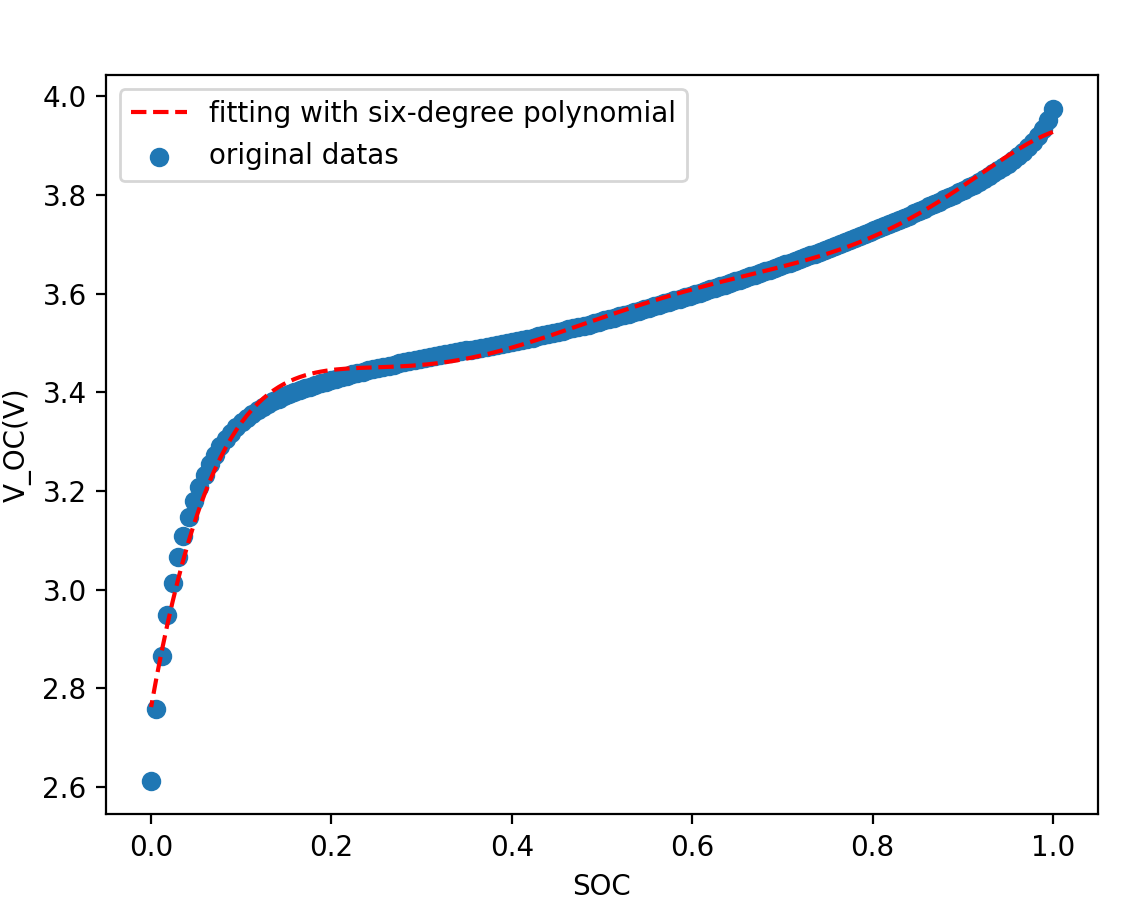 fitting with six-degree polynomial
original datas
4.0
3.8
3.6
3.4
3.2
3.0
2.8
2.6
V_OC(V)
0.0 0.2 0.4 0.6 0.8 1.0
SOC